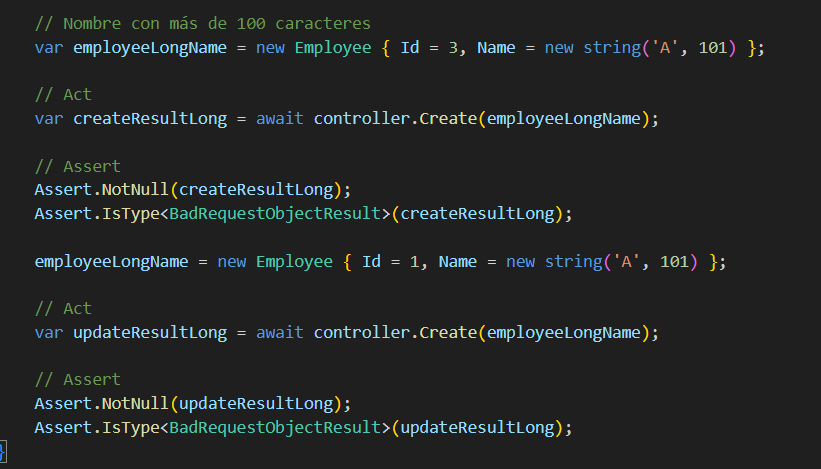 // Nombre con más de 100 caracteres
var employeeLongName = new Employee { Id = 3, Name = new string('A', 101) };
// Act
var createResultLong = await controller.Create(employeeLongName);
// Assert
Assert.NotNull(createResultLong);
Assert.IsType<BadRequestObjectResult>(createResultLong);
employeeLongName = new Employee { Id = 1, Name = new string('A', 101) };
// Act
var updateResultLong = await controller.Create(employeeLongName);
// Assert
Assert.NotNull(updateResultLong);
Assert.IsType<BadRequestObjectResult>(updateResultLong);
}